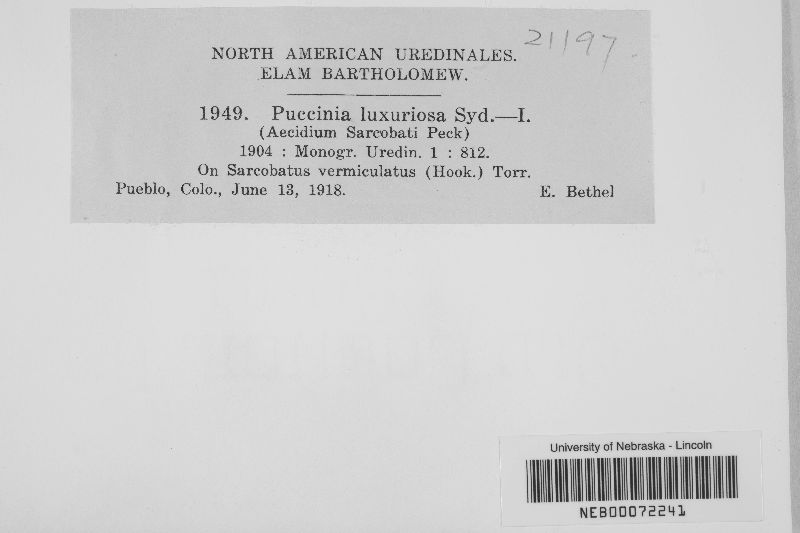 21197
NORTH AMERICAN UREDINALES.
ELAM BARTHOLOMEW.
1949. Puccinia luxuriosa Syd.—I.
(Aecidium Sarcobati Peck)
1904 : Monogr. Uredin. 1 : 812.
On Sarcobatus vermiculatus (Hook.) Torr.
Pueblo, Colo., June 13, 1918. E. Bethel
University of Nebraska - Lincoln
NEB00072241